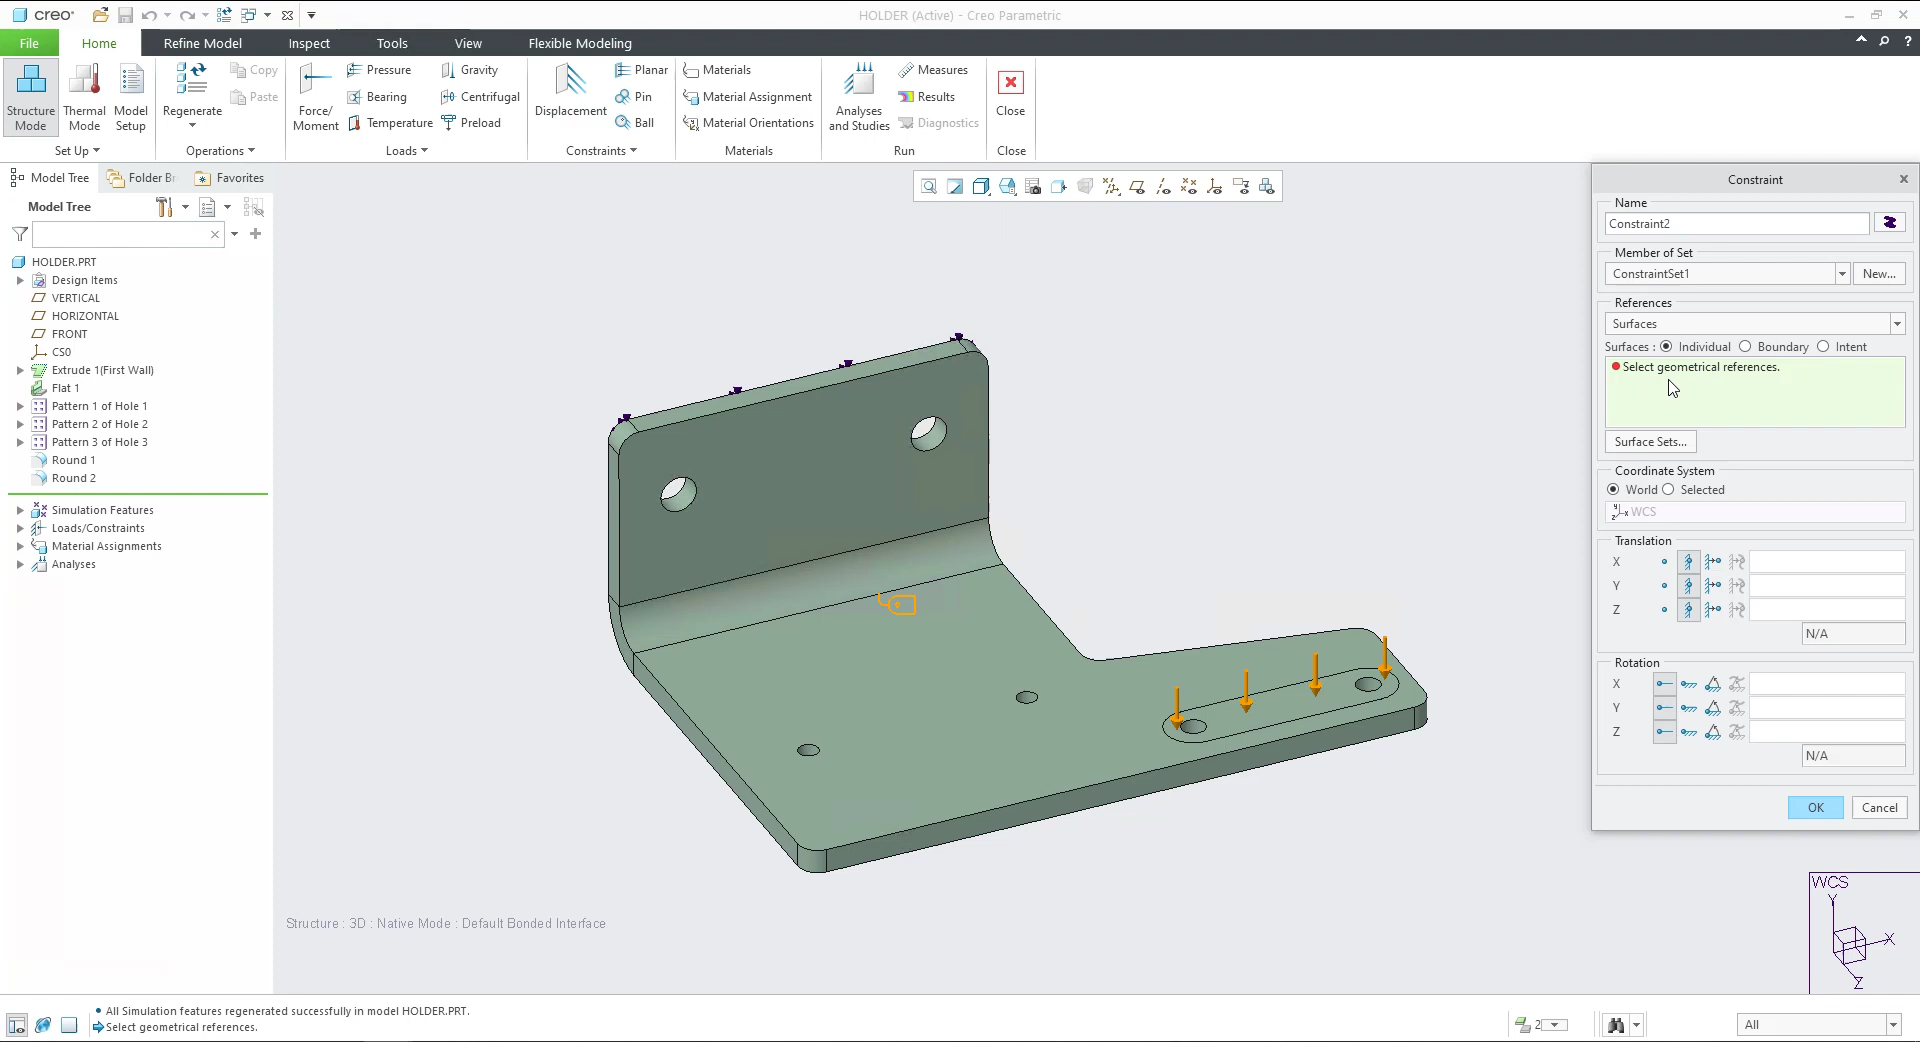 creo
HOLDER (Active) - Creo Parametric
File
Home
Refine Model
Inspect
Tools
View
Flexible Modeling
?
Structure Mode
Thermal Mode
Model Setup
Set Up
Regenerate
Copy
Paste
Operations
Force/ Moment
Pressure
Bearing
Temperature
Gravity
Centrifugal
Preload
Loads
Displacement
Planar
Pin
Ball
Constraints
Materials
Material Assignment
Material Orientations
Materials
Analyses and Studies
Measures
Results
Diagnostics
Run
Close
Close
Model Tree
Folder Br
Favorites
Model Tree
HOLDER.PRT
Design Items
VERTICAL
HORIZONTAL
FRONT
CS0
Extrude 1(First Wall)
Flat 1
Pattern 1 of Hole 1
Pattern 2 of Hole 2
Pattern 3 of Hole 3
Round 1
Round 2
Simulation Features
Loads/Constraints
Material Assignments
Analyses
Structure : 3D : Native Mode : Default Bonded Interface
Constraint
Name
Constraint2
Member of Set
ConstraintSet1
New...
References
Surfaces
Surfaces : Individual Boundary Intent
Select geometrical references.
Surface Sets...
Coordinate System
World Selected
WCS
Translation
X
Y
Z
N/A
Rotation
X
Y
Z
N/A
OK
Cancel
WCS
Y
X
Z
All Simulation features regenerated successfully in model HOLDER.PRT.
Select geometrical references.
2
All